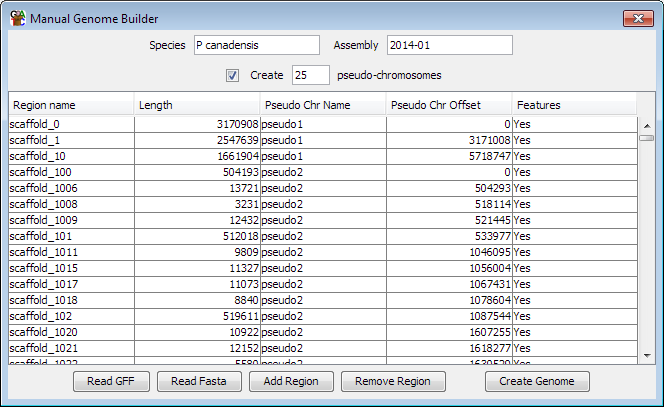 Manual Genome Builder
Species P canadensis Assembly 2014-01
Create 25 pseudo-chromosomes
Region name Length Pseudo Chr Name Pseudo Chr Offset Features
scaffold_0 3170908 pseudo1 0 Yes
scaffold_1 2547639 pseudo1 3171008 Yes
scaffold_10 1661904 pseudo1 5718747 Yes
scaffold_100 504193 pseudo2 0 Yes
scaffold_1006 13721 pseudo2 504293 Yes
scaffold_1008 3231 pseudo2 518114 Yes
scaffold_1009 12432 pseudo2 521445 Yes
scaffold_101 512018 pseudo2 533977 Yes
scaffold_1011 9809 pseudo2 1046095 Yes
scaffold_1015 11327 pseudo2 1056004 Yes
scaffold_1017 11073 pseudo2 1067431 Yes
scaffold_1018 8840 pseudo2 1078604 Yes
scaffold_102 519611 pseudo2 1087544 Yes
scaffold_1020 10922 pseudo2 1607255 Yes
scaffold_1021 12152 pseudo2 1618277 Yes
scaffold_1022 5580 pseudo2 1630529 Yes
Read GFF Read Fasta Add Region Remove Region Create Genome